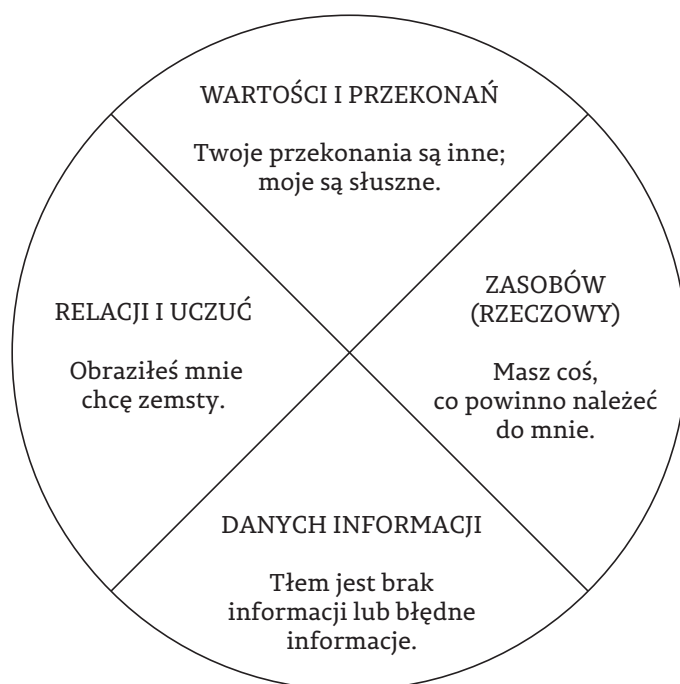 WARTOŚCI I PRZEKONAŃ
Twoje przekonania są inne;
moje są słuszne.
RELACJI I UCZUĆ
Obraziłeś mnie
chcę zemsty.
ZASOBÓW
(RZECZOWY)
Masz coś,
co powinno należeć
do mnie.
DANYCH INFORMACJI
Tłem jest brak
informacji lub błędne
informacje.